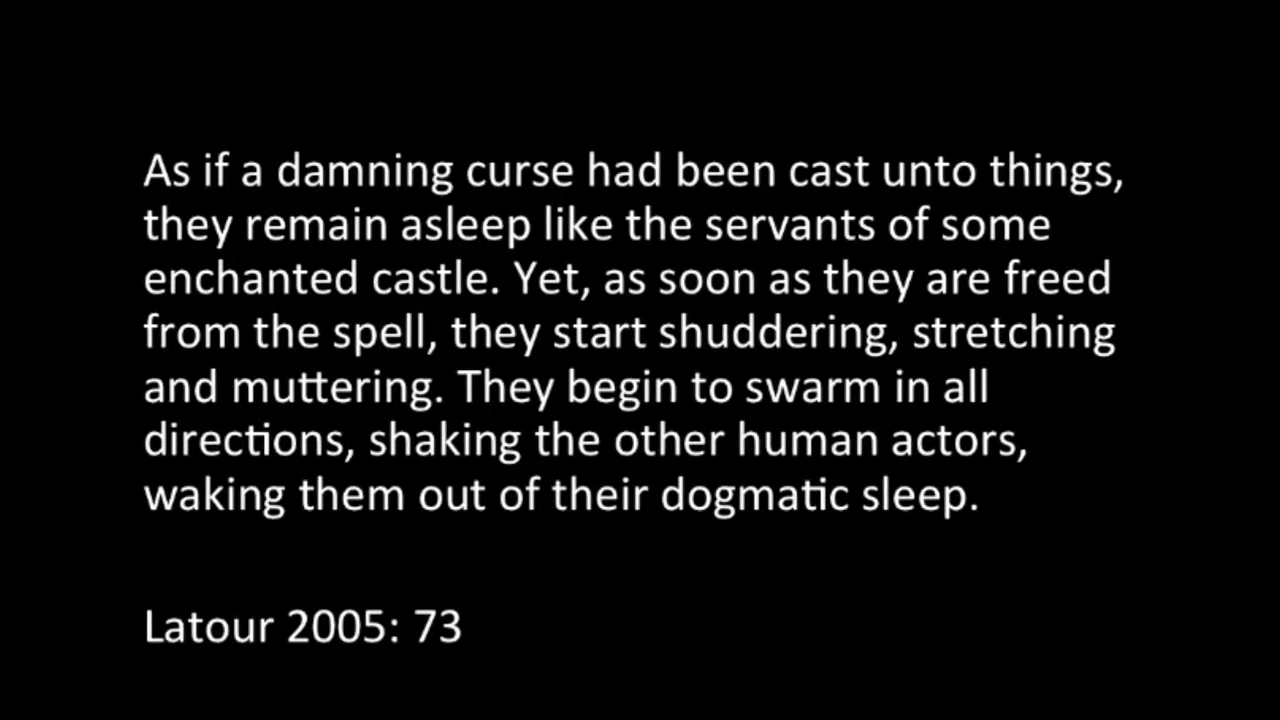 As if a damning curse had been cast unto things,
they remain asleep like the servants of some
enchanted castle. Yet, as soon as they are freed
from the spell, they start shuddering, stretching
and muttering. They begin to swarm in all
directions, shaking the other human actors,
waking them out of their dogmatic sleep.
Latour 2005: 73